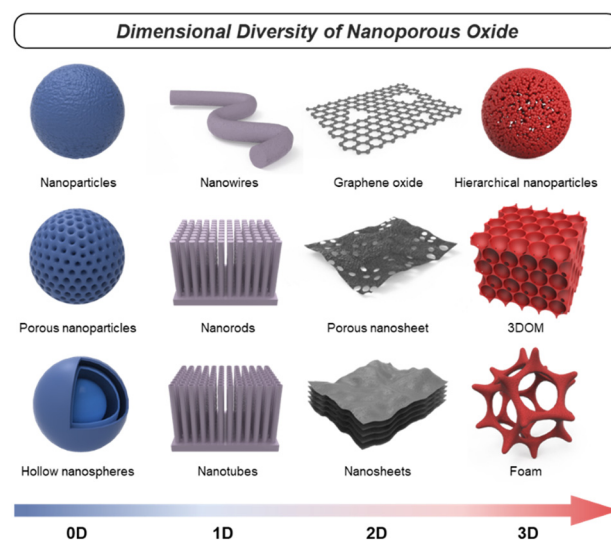 Dimensional Diversity of Nanoporous Oxide
Nanoparticles
Nanowires
Graphene oxide
Hierarchical nanoparticles
Porous nanoparticles
Nanorods
Porous nanosheet
3DOM
Hollow nanospheres
Nanotubes
Nanosheets
Foam
0D
1D
2D
3D